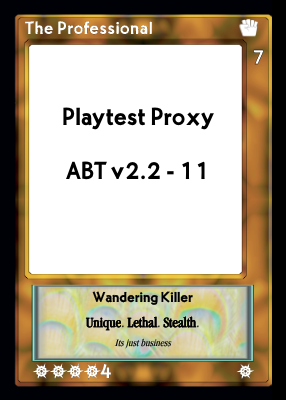 The Professional
7
Playtest Proxy
ABT v2.2 - 11
Wandering Killer
Unique. Lethal. Stealth.
Its just business
4